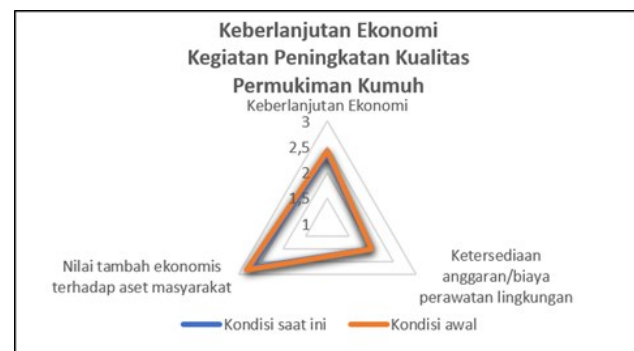 Keberlanjutan Ekonomi
Kegiatan Peningkatan Kualitas
Permukiman Kumuh
Keberlanjutan Ekonomi
3
2,5
2
1,5
1
Nilai tambah ekonomis
terhadap aset masyarakat
Ketersediaan
anggaran/biaya
perawatan lingkungan
Kondisi saat ini
Kondisi awal